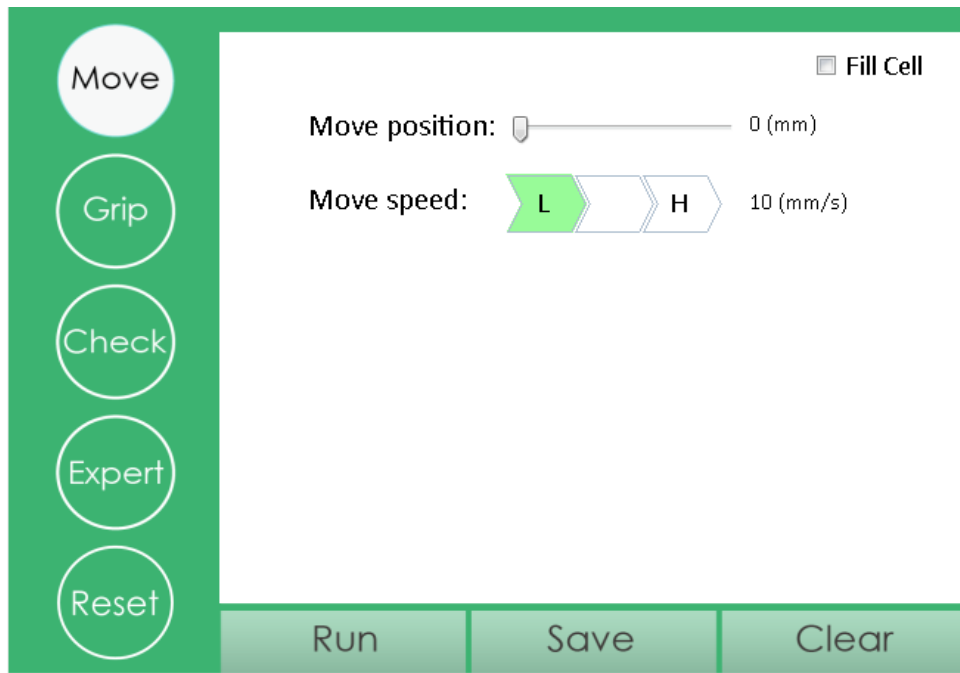 Move
Grip
Check
Expert
Reset
Fill Cell
Move position: 0 (mm)
Move speed: L H 10 (mm/s)
Run Save Clear